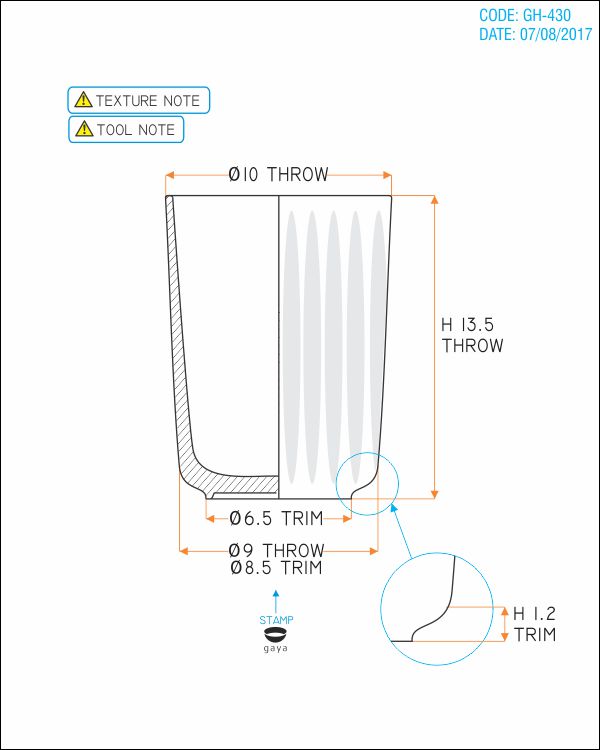 CODE: GH-430
DATE: 07/08/2017
TEXTURE NOTE
TOOL NOTE
Ø10 THROW
H 13.5
THROW
Ø6.5 TRIM
Ø9 THROW
Ø8.5 TRIM
H 1.2
TRIM
STAMP
gaya